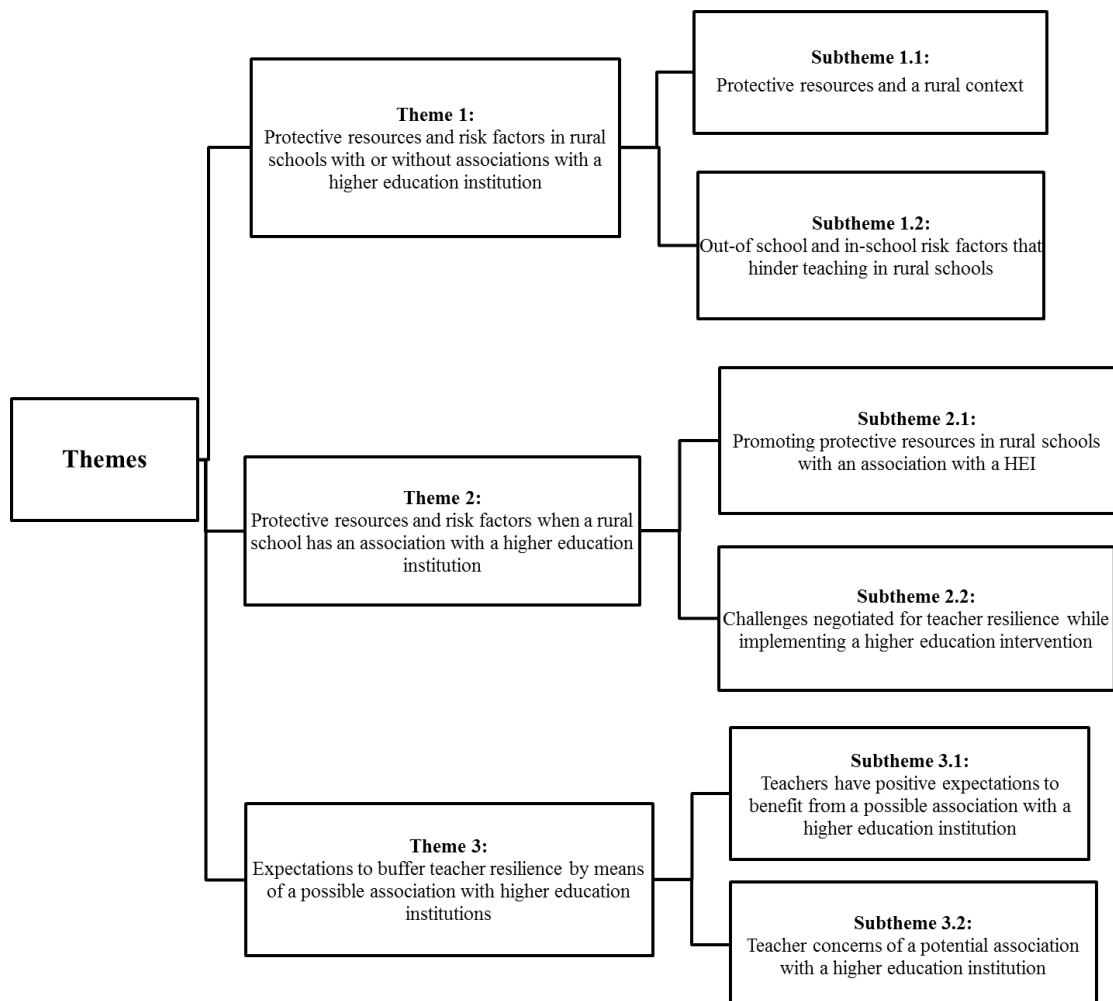 Themes
Theme 1:
Protective resources and risk factors in rural
schools with or without associations with a
higher education institution
Subtheme 1.1:
Protective resources and a rural context
Subtheme 1.2:
Out-of school and in-school risk factors that
hinder teaching in rural schools
Theme 2:
Protective resources and risk factors when a rural
school has an association with a higher education
institution
Subtheme 2.1:
Promoting protective resources in rural schools
with an association with a HEI
Subtheme 2.2:
Challenges negotiated for teacher resilience while
implementing a higher education intervention
Theme 3:
Expectations to buffer teacher resilience by means
of a possible association with higher education
institutions
Subtheme 3.1:
Teachers have positive expectations to
benefit from a possible association with a
higher education institution
Subtheme 3.2:
Teacher concerns of a potential association
with a higher education institution